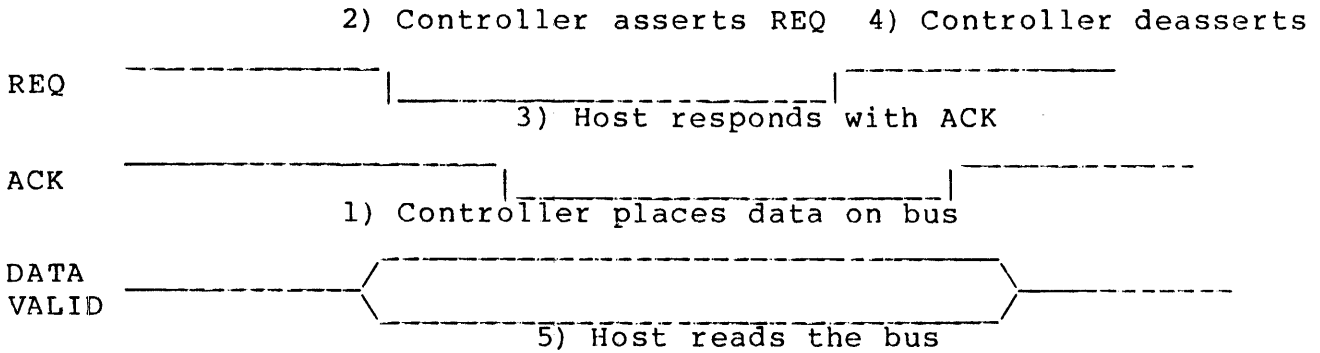 2) Controller asserts REQ 4) Controller deasserts
REQ
3) Host responds with ACK
ACK
1) Controller places data on bus
DATA
VALID
5) Host reads the bus